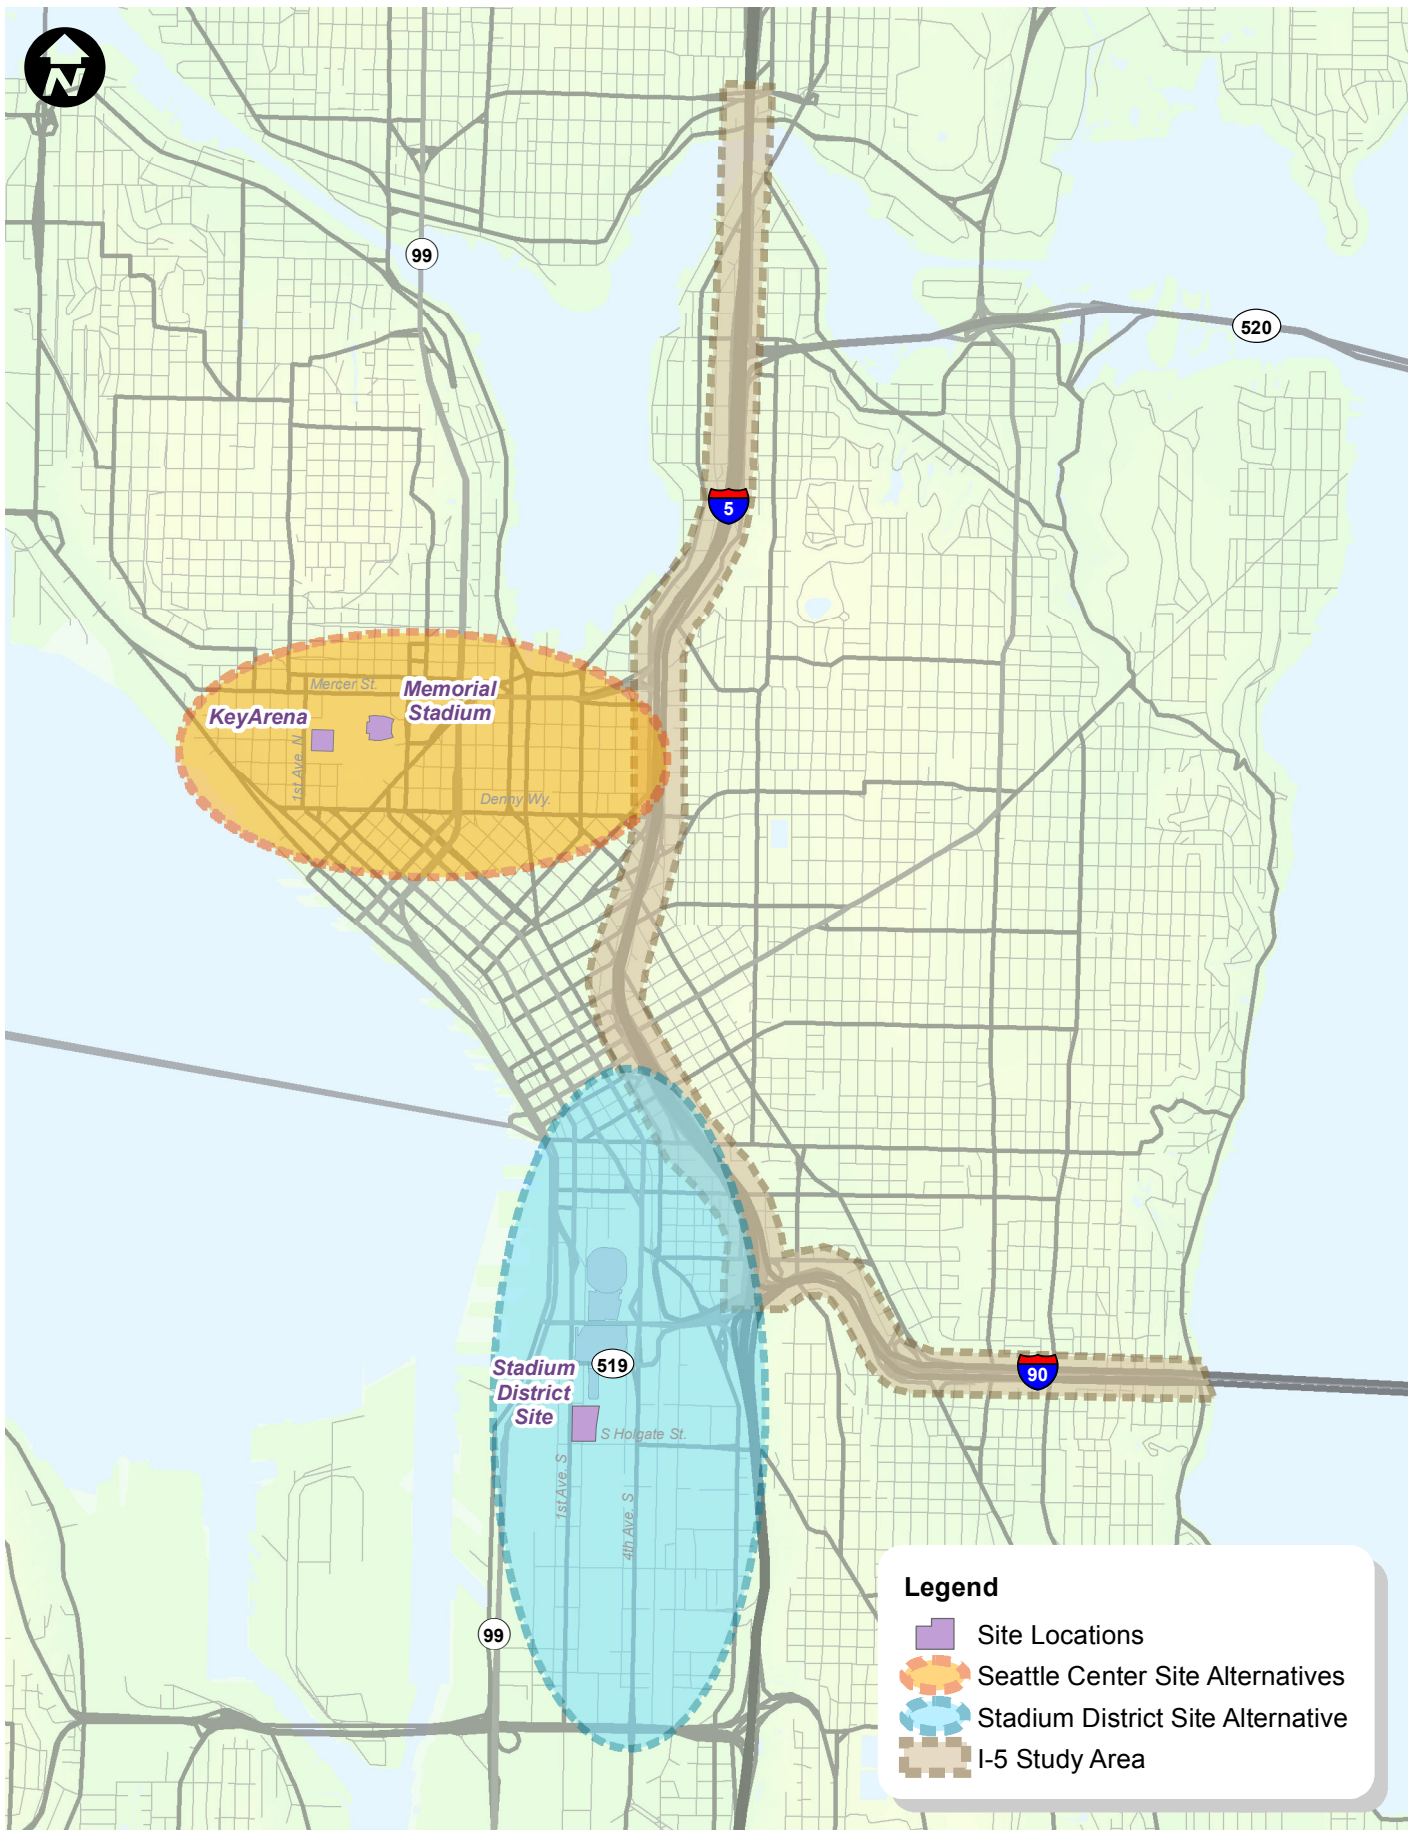 N
99
520
5
Mercer St.
Memorial
Stadium
KeyArena
1st Ave. N
Denny Wy.
519
Stadium
District
Site
90
S Holgate St.
1st Ave. S
4th Ave. S
99
Legend
Site Locations
Seattle Center Site Alternatives
Stadium District Site Alternative
I-5 Study Area